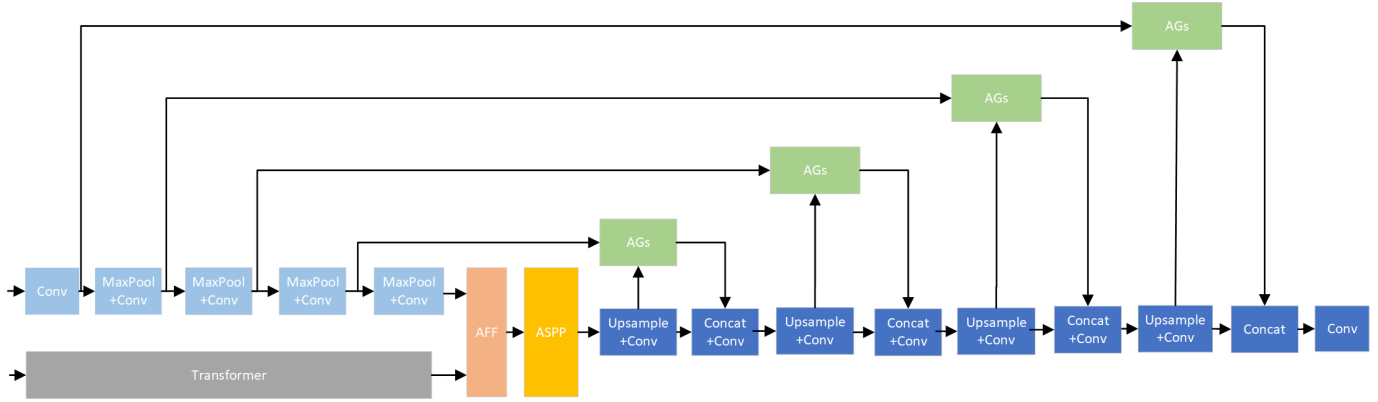 AGs
AGs
AGs
AGs
Conv
MaxPool
+Conv
MaxPool
+Conv
MaxPool
+Conv
MaxPool
+Conv
AFF
ASPP
Upsample
+Conv
Concat
+Conv
Upsample
+Conv
Concat
+Conv
Upsample
+Conv
Concat
+Conv
Upsample
+Conv
Concat
Conv
Transformer